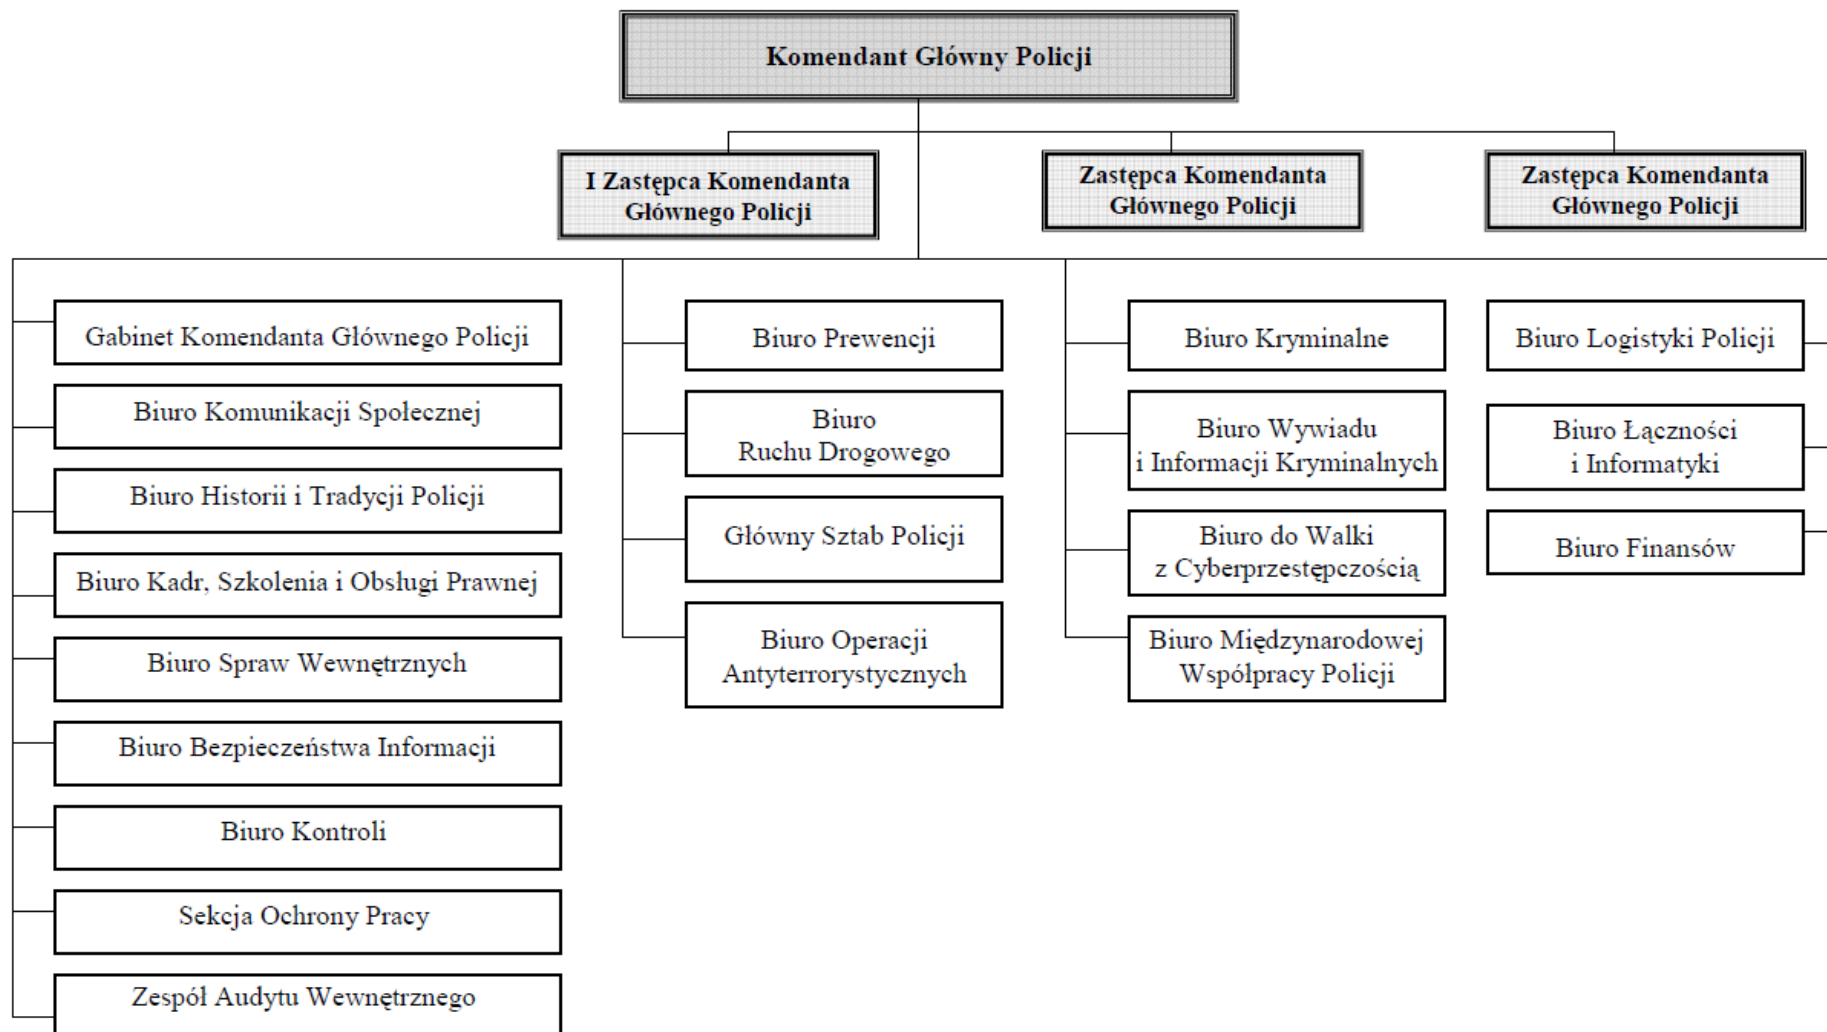 Komendant Główny Policji
I Zastępca Komendanta
Głównego Policji
Zastępca Komendanta
Głównego Policji
Zastępca Komendanta
Głównego Policji
Gabinet Komendanta Głównego Policji
Biuro Komunikacji Społecznej
Biuro Historii i Tradycji Policji
Biuro Kadr, Szkolenia i Obsługi Prawnej
Biuro Spraw Wewnętrznych
Biuro Bezpieczeństwa Informacji
Biuro Kontroli
Sekcja Ochrony Pracy
Zespół Audytu Wewnętrznego
Biuro Prewencji
Biuro
Ruchu Drogowego
Główny Sztab Policji
Biuro Operacji
Antyterrorystycznych
Biuro Kryminalne
Biuro Wywiadu
i Informacji Kryminalnych
Biuro do Walki
z Cyberprzestępczością
Biuro Międzynarodowej
Współpracy Policji
Biuro Logistyki Policji
Biuro Łączności
i Informatyki
Biuro Finansów